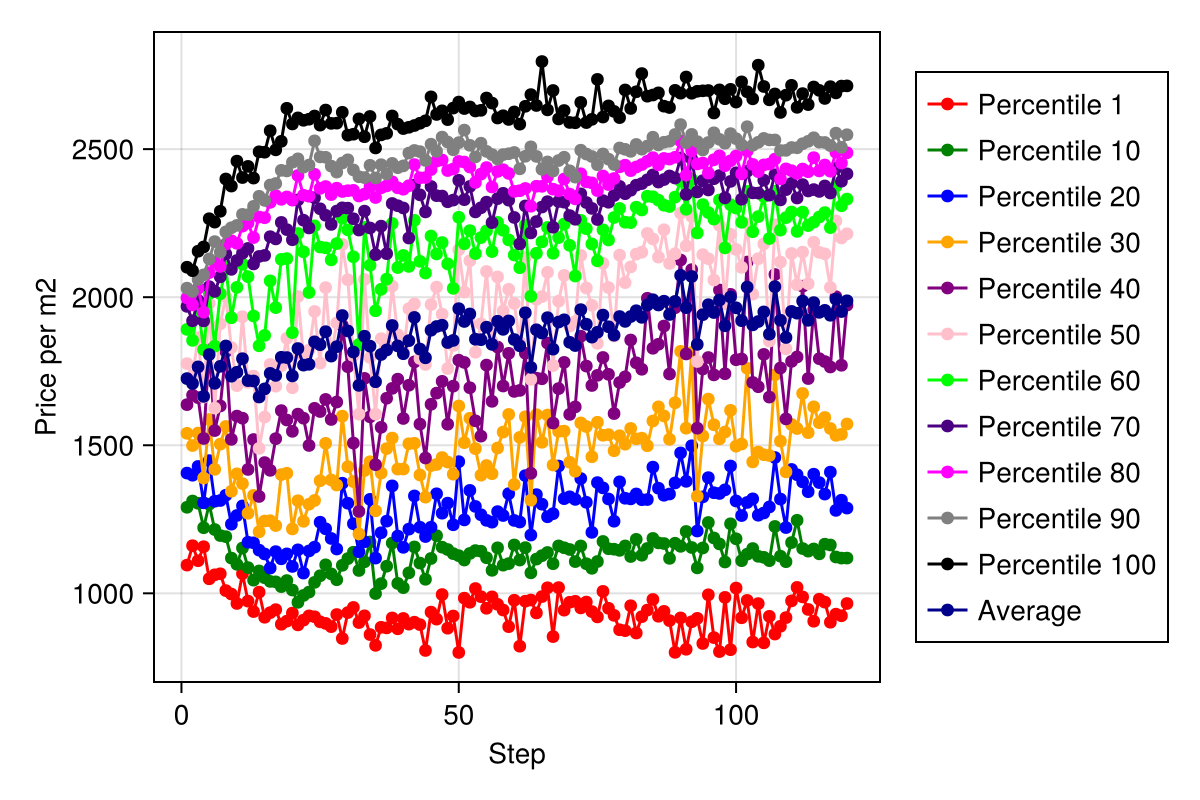 2500
2000
1500
1000
0
50
100
Price per m2
Step
Percentile 1
Percentile 10
Percentile 20
Percentile 30
Percentile 40
Percentile 50
Percentile 60
Percentile 70
Percentile 80
Percentile 90
Percentile 100
Average